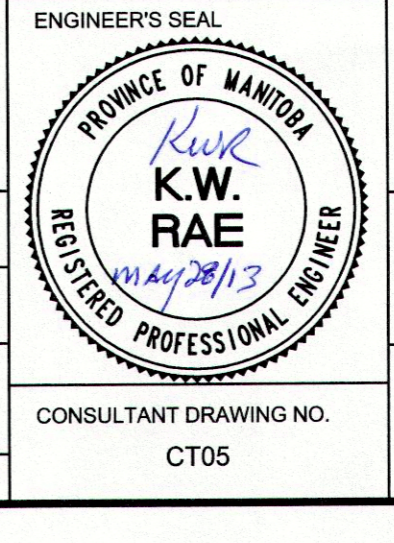 ENGINEER'S SEAL
PROVINCE OF MANITOBA
KWR
K.W.
RAE
MAY 28/13
REGISTERED PROFESSIONAL ENGINEER
CONSULTANT DRAWING NO.
CT05